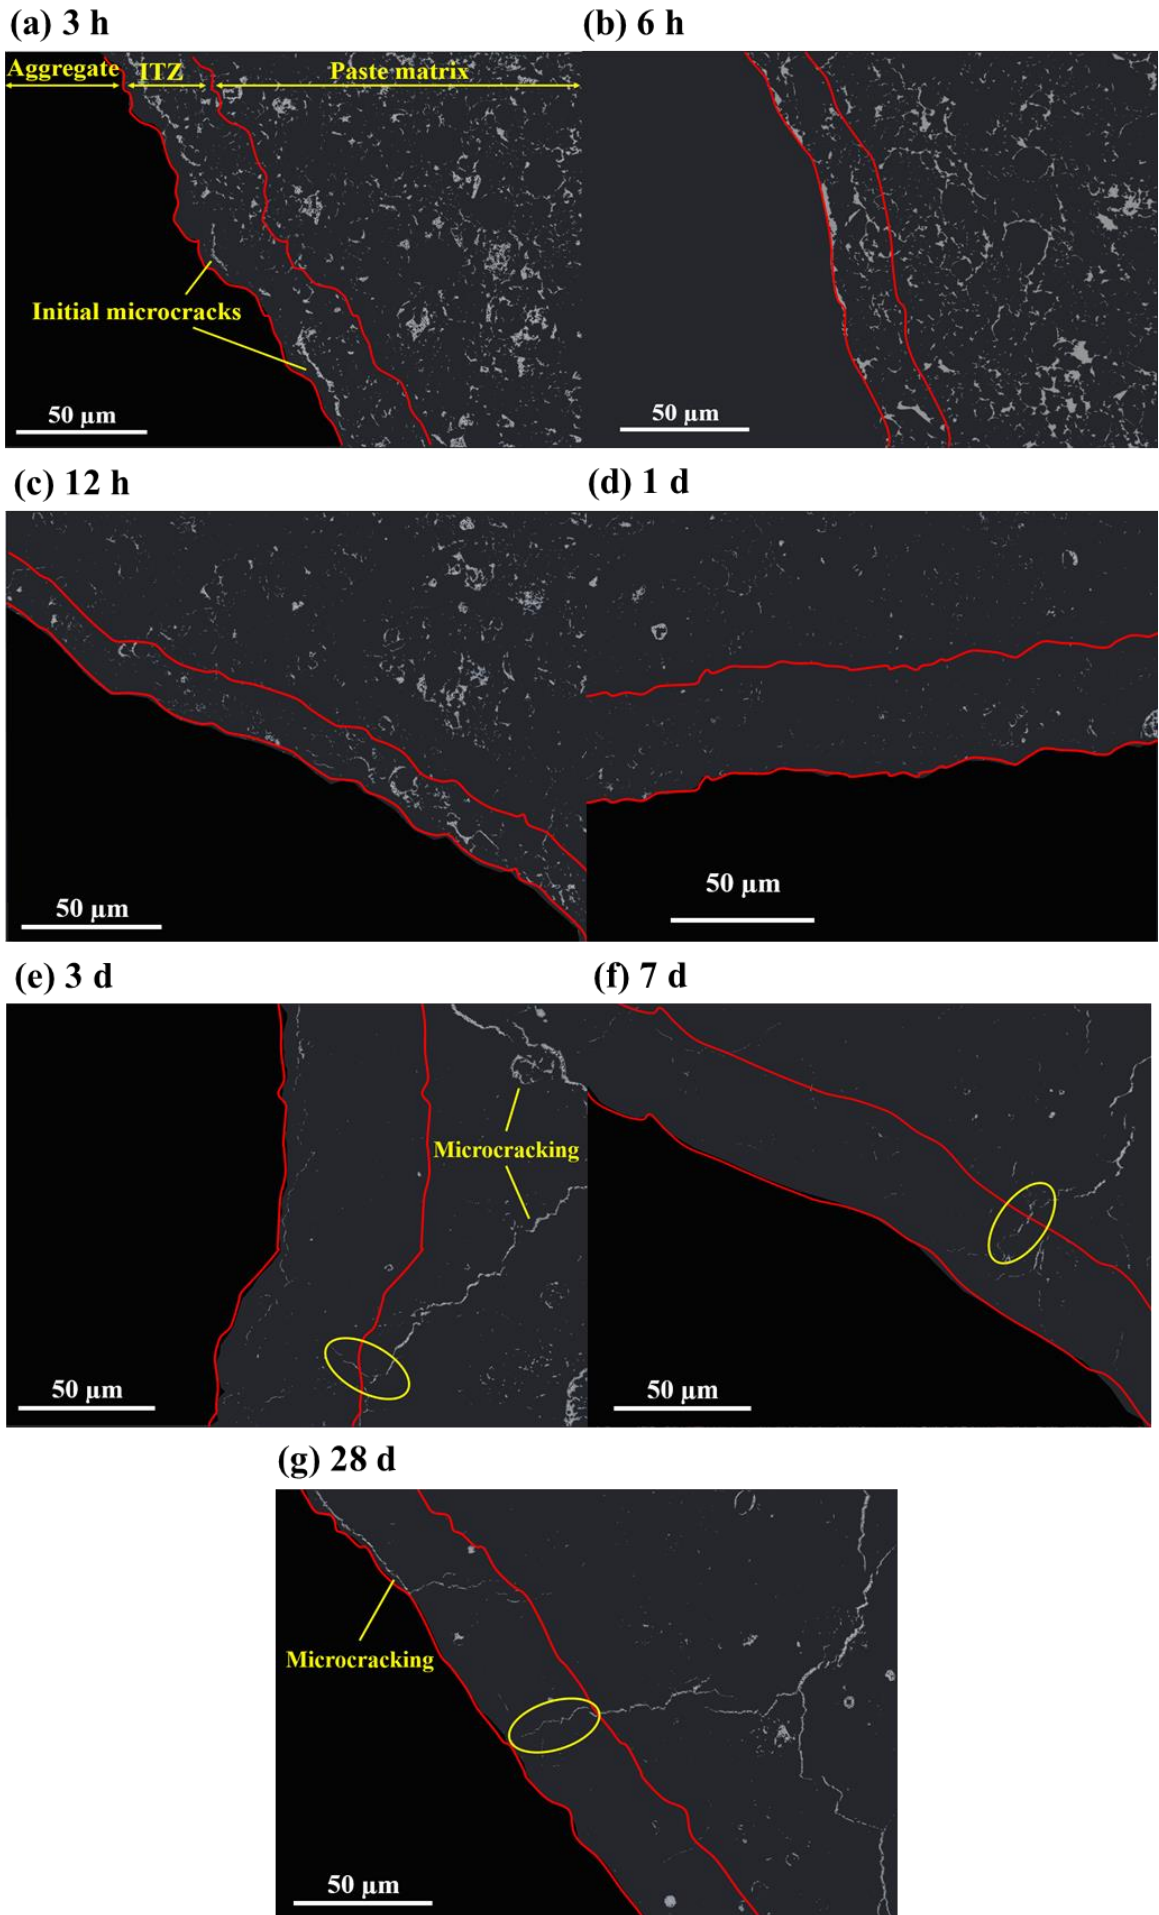 (a) 3 h
(b) 6 h
Aggregate
ITZ
Paste matrix
Initial microcracks
50 μm
50 μm
(c) 12 h
(d) 1 d
50 μm
50 μm
(e) 3 d
(f) 7 d
Microcracking
50 μm
50 μm
(g) 28 d
Microcracking
50 μm